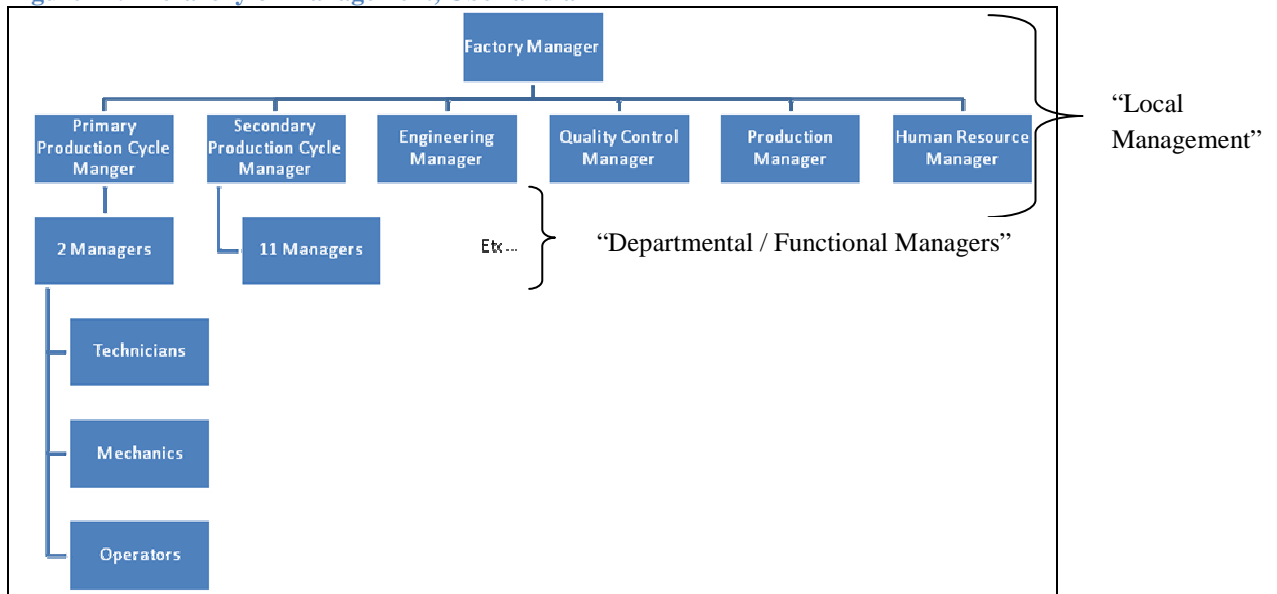 Factory Manager
Primary
Production Cycle
Manger
Secondary
Production Cycle
Manager
Engineering
Manager
Quality Control
Manager
Production
Manager
Human Resource
Manager
“Local
Management”
2 Managers
11 Managers
Etc...
“Departmental / Functional Managers”
Technicians
Mechanics
Operators